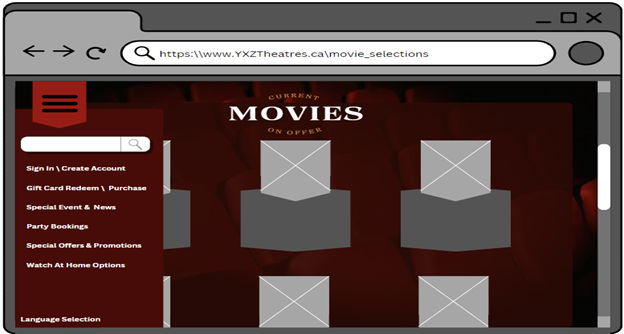 https:\\www.YXZTheatres.ca\movie_selections
CURRENT
MOVIES
ON OFFER
Sign In \ Create Account
Gift Card Redeem \ Purchase
Special Event & News
Party Bookings
Special Offers & Promotions
Watch At Home Options
Language Selection